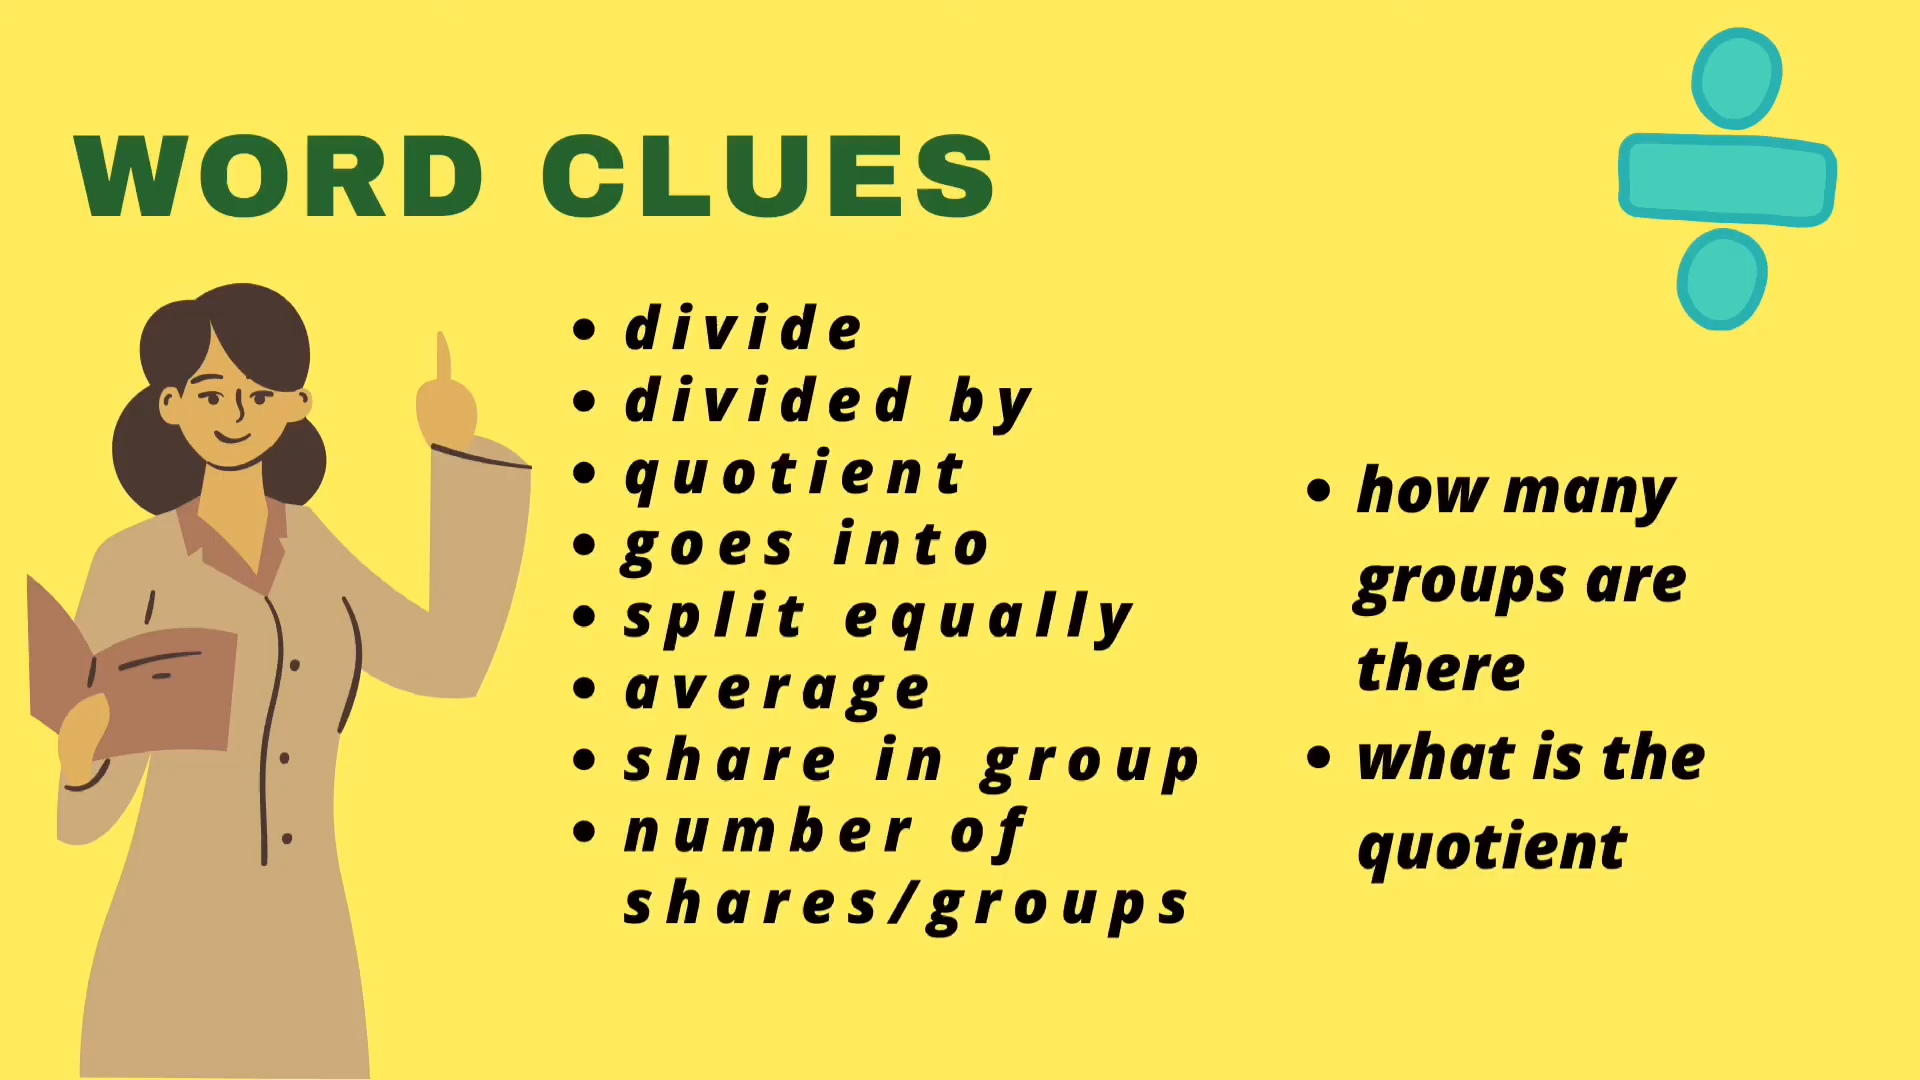 WORD CLUES
• divide
• divided by
• quotient
• goes into
• split equally
• average
• share in group
• number of
shares/groups
• how many
groups are
there
• what is the
quotient